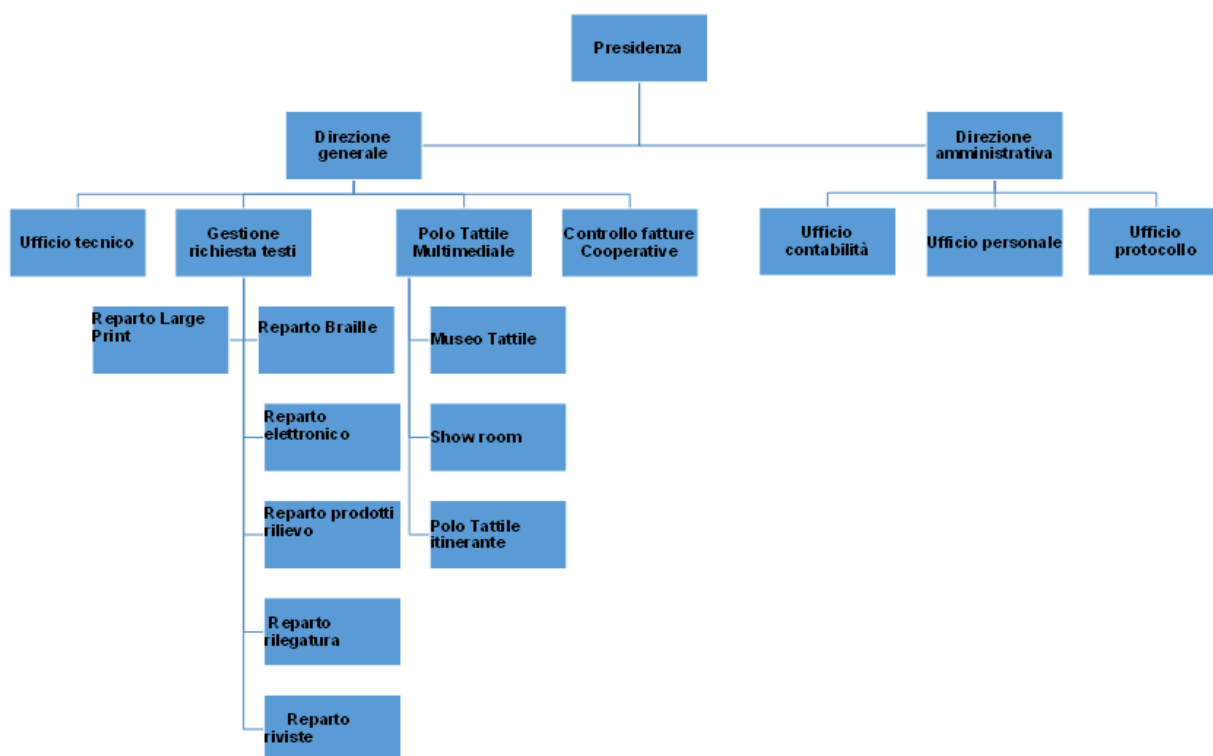 Presidenza
Direzione
generale
Direzione
amministrativa
Ufficio tecnico
Gestione
richiesta testi
Polo Tattile
Multimediale
Controllo fatture
Cooperative
Ufficio
contabilità
Ufficio personale
Ufficio
protocollo
Reparto Large
Print
Reparto Braille
Museo Tattile
Reparto
elettronico
Show room
Reparto prodotti
rilievo
Polo Tattile
itinerante
Reparto
rilegatura
Reparto
riviste